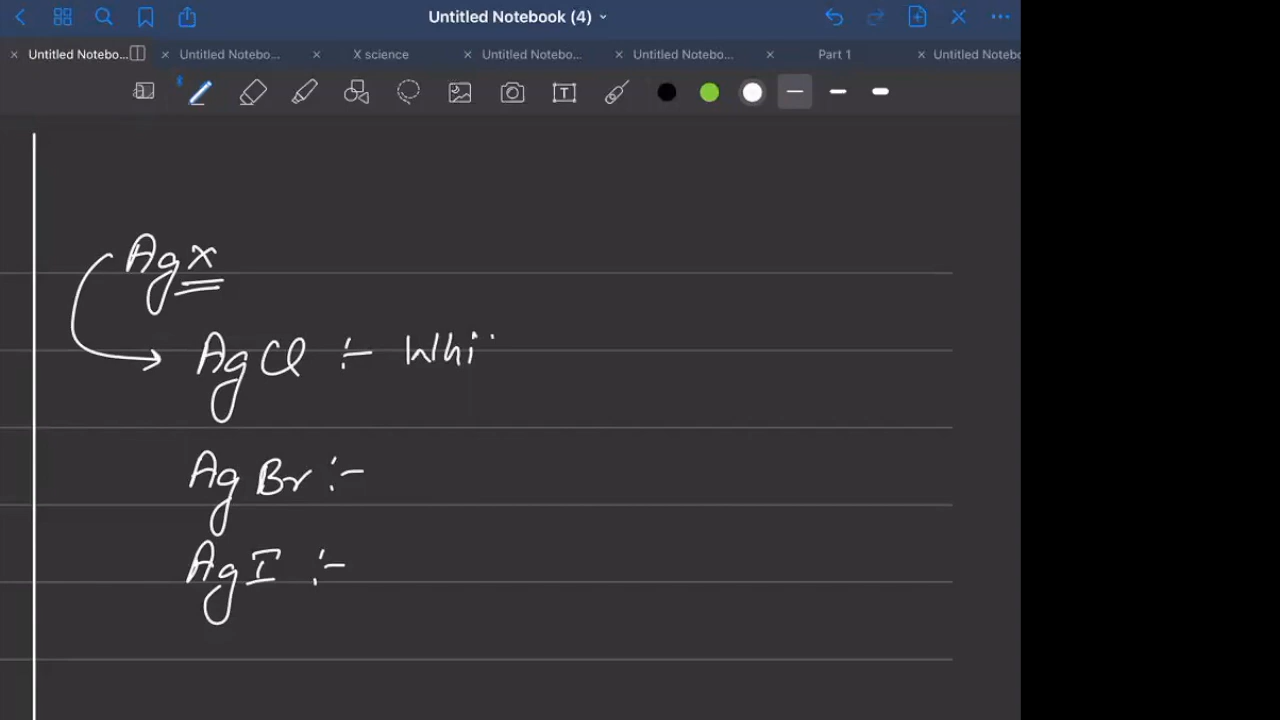 Untitled Notebook (4)
Untitled Notebo...
Untitled Notebo...
X science
Untitled Notebo...
Untitled Notebo...
Part 1
Untitled Notebo
T
Agx
AgCl :- Whi
AgBr :-
AgI :-